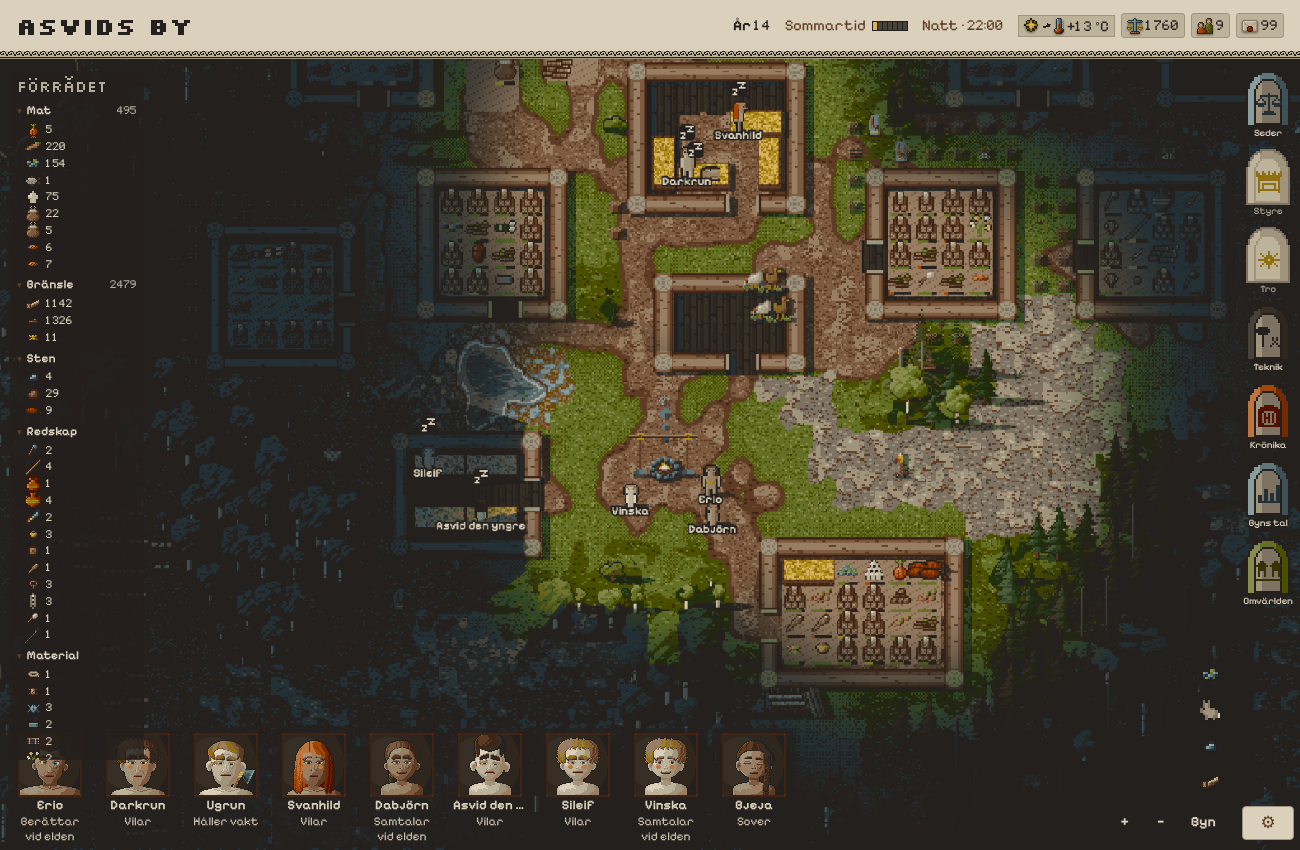 ASVIDS BY
År 14
Sommartid
Natt · 22:00
+13 °C
1760
9
99
FÖRRÅDET
Mat 495
5
220
154
1
75
22
5
6
7
Bränsle 2479
1142
1326
11
Sten
4
29
9
Redskap
2
4
1
4
2
3
1
1
3
3
1
1
Material
1
1
3
2
2
z Z
Svanhild
z Z
z Z
Darkrun
z Z
Sileif
z Z
Asvid den yngre
Vinska
Erio
Dabjörn
Seder
Styre
Tro
Teknik
Krönika
Byns tal
Omvärlden
Erio
Berättar
vid elden
Darkrun
Vilar
Ugrun
Håller vakt
Svanhild
Vilar
Dabjörn
Samtalar
vid elden
Asvid den ...
Vilar
Sileif
Vilar
Vinska
Samtalar
vid elden
Bjeja
Sover
+
-
Byn